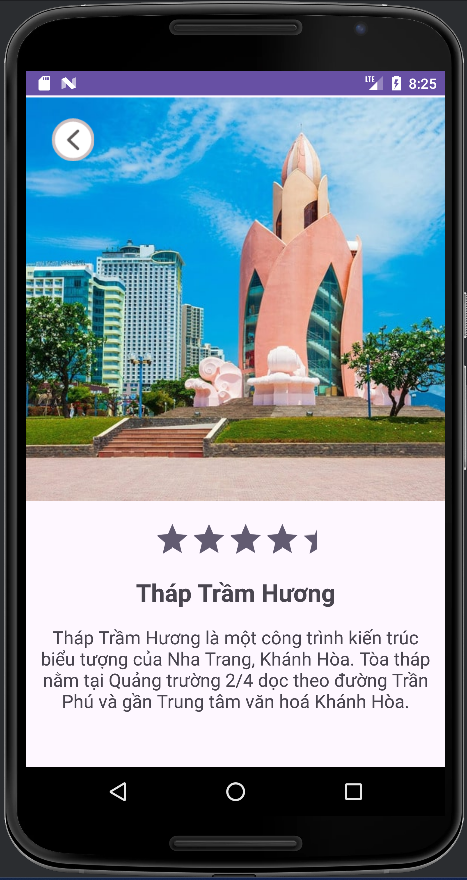 LTE 8:25
Tháp Trầm Hương
Tháp Trầm Hương là một công trình kiến trúc
biểu tượng của Nha Trang, Khánh Hòa. Tòa tháp
nằm tại Quảng trường 2/4 dọc theo đường Trần
Phú và gần Trung tâm văn hoá Khánh Hòa.